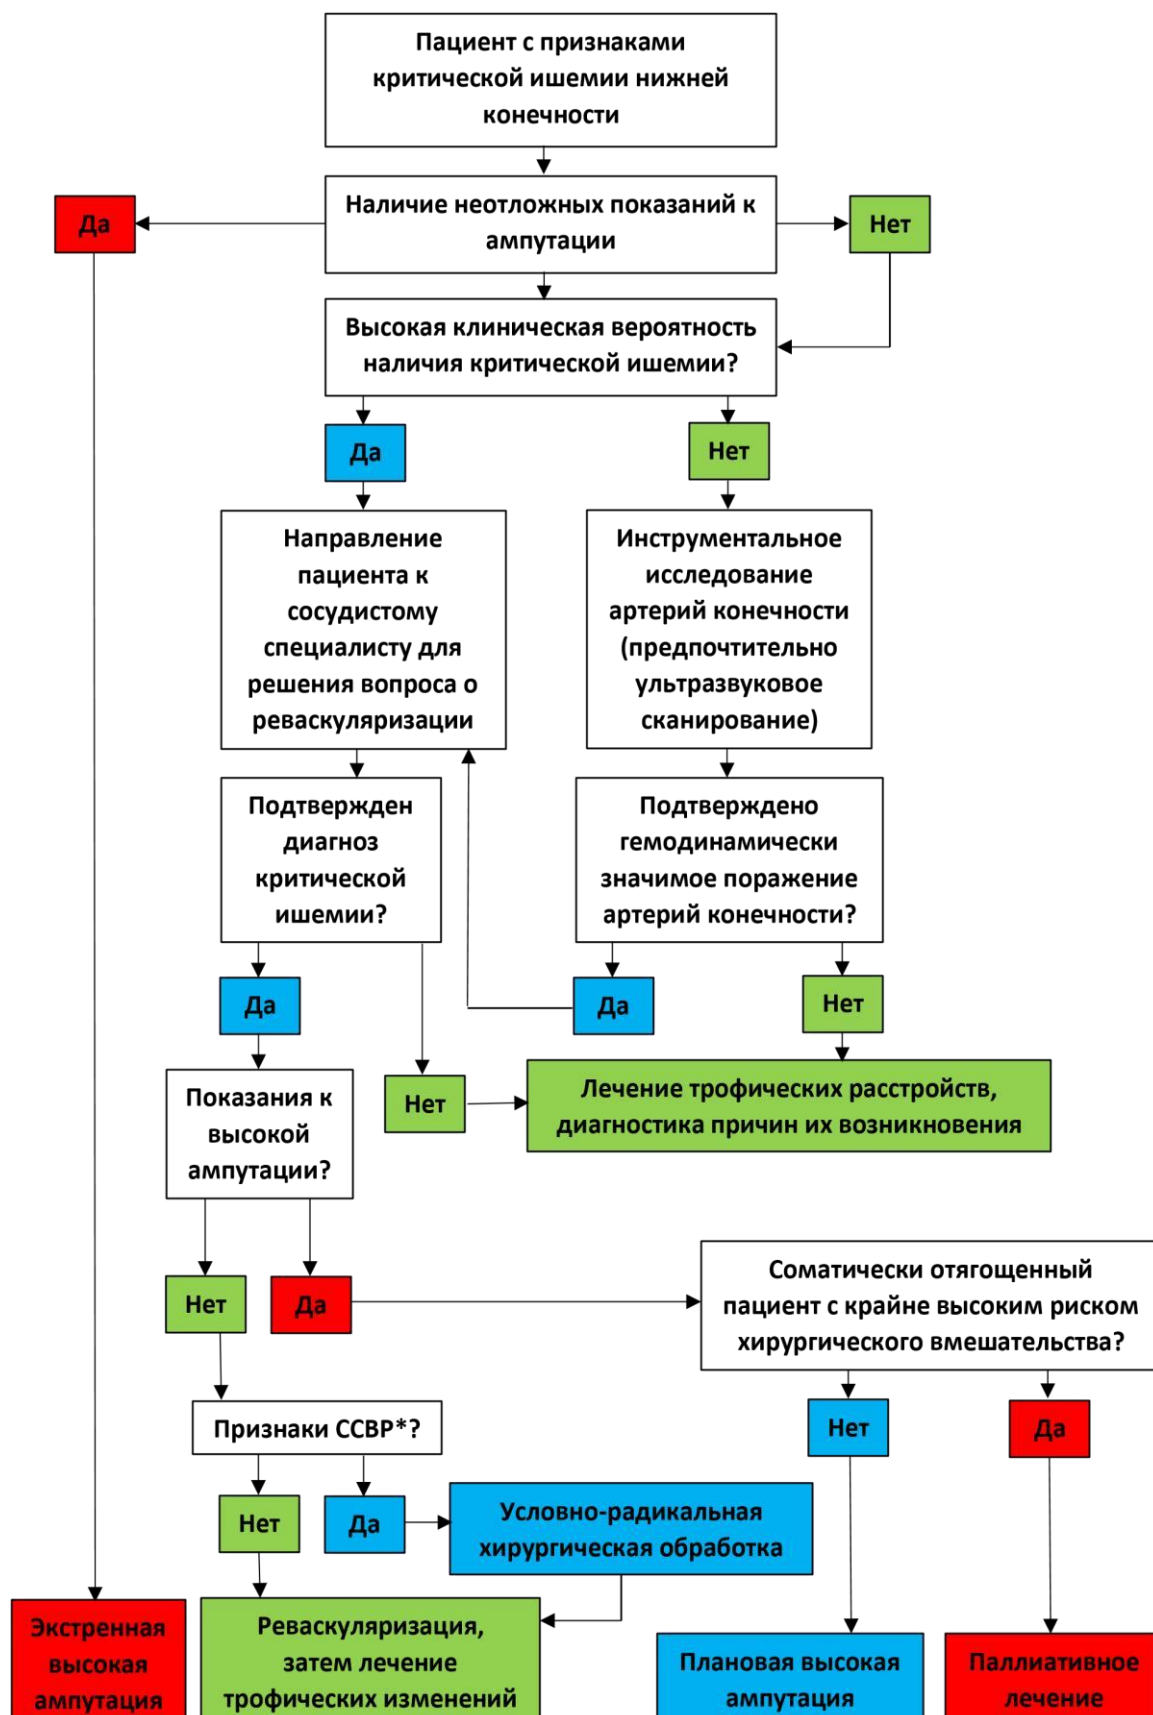 Пациент с признаками
критической ишемии нижней
конечности
Да
Наличие неотложных показаний к
ампутации
Нет
Высокая клиническая вероятность
наличия критической ишемии?
Да
Нет
Направление
пациента к
сосудистому
специалисту для
решения вопроса о
реваскуляризации
Инструментальное
исследование
артерий конечности
(предпочтительно
ультразвуковое
сканирование)
Подтвержден
диагноз
критической
ишемии?
Подтверждено
гемодинамически
значимое поражение
артерий конечности?
Да
Да
Нет
Показания к
высокой
ампутации?
Нет
Лечение трофических расстройств,
диагностика причин их возникновения
Нет
Да
Соматически отягощенный
пациент с крайне высоким риском
хирургического вмешательства?
Признаки ССВР*?
Нет
Да
Нет
Да
Условно-радикальная
хирургическая обработка
Экстренная
высокая
ампутация
Реваскуляризация,
затем лечение
трофических изменений
Плановая высокая
ампутация
Паллиативное
лечение